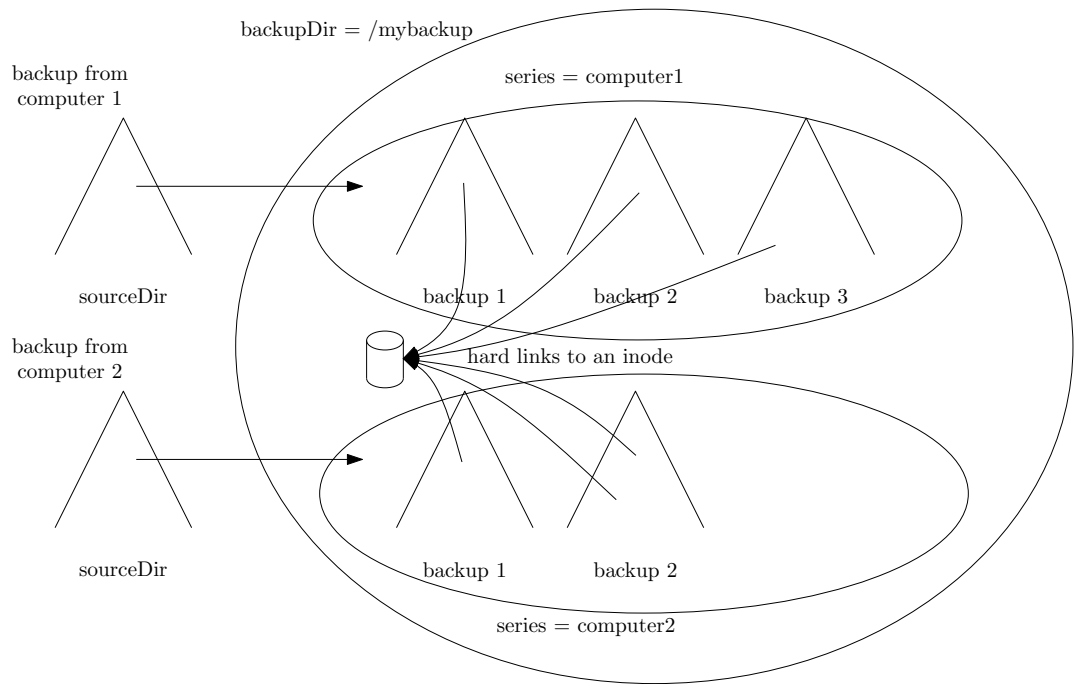 backupDir = /mybackup
series = computer1
backup from
computer 1
sourceDir
backup 1
backup 2
backup 3
hard links to an inode
backup from
computer 2
sourceDir
backup 1
backup 2
series = computer2